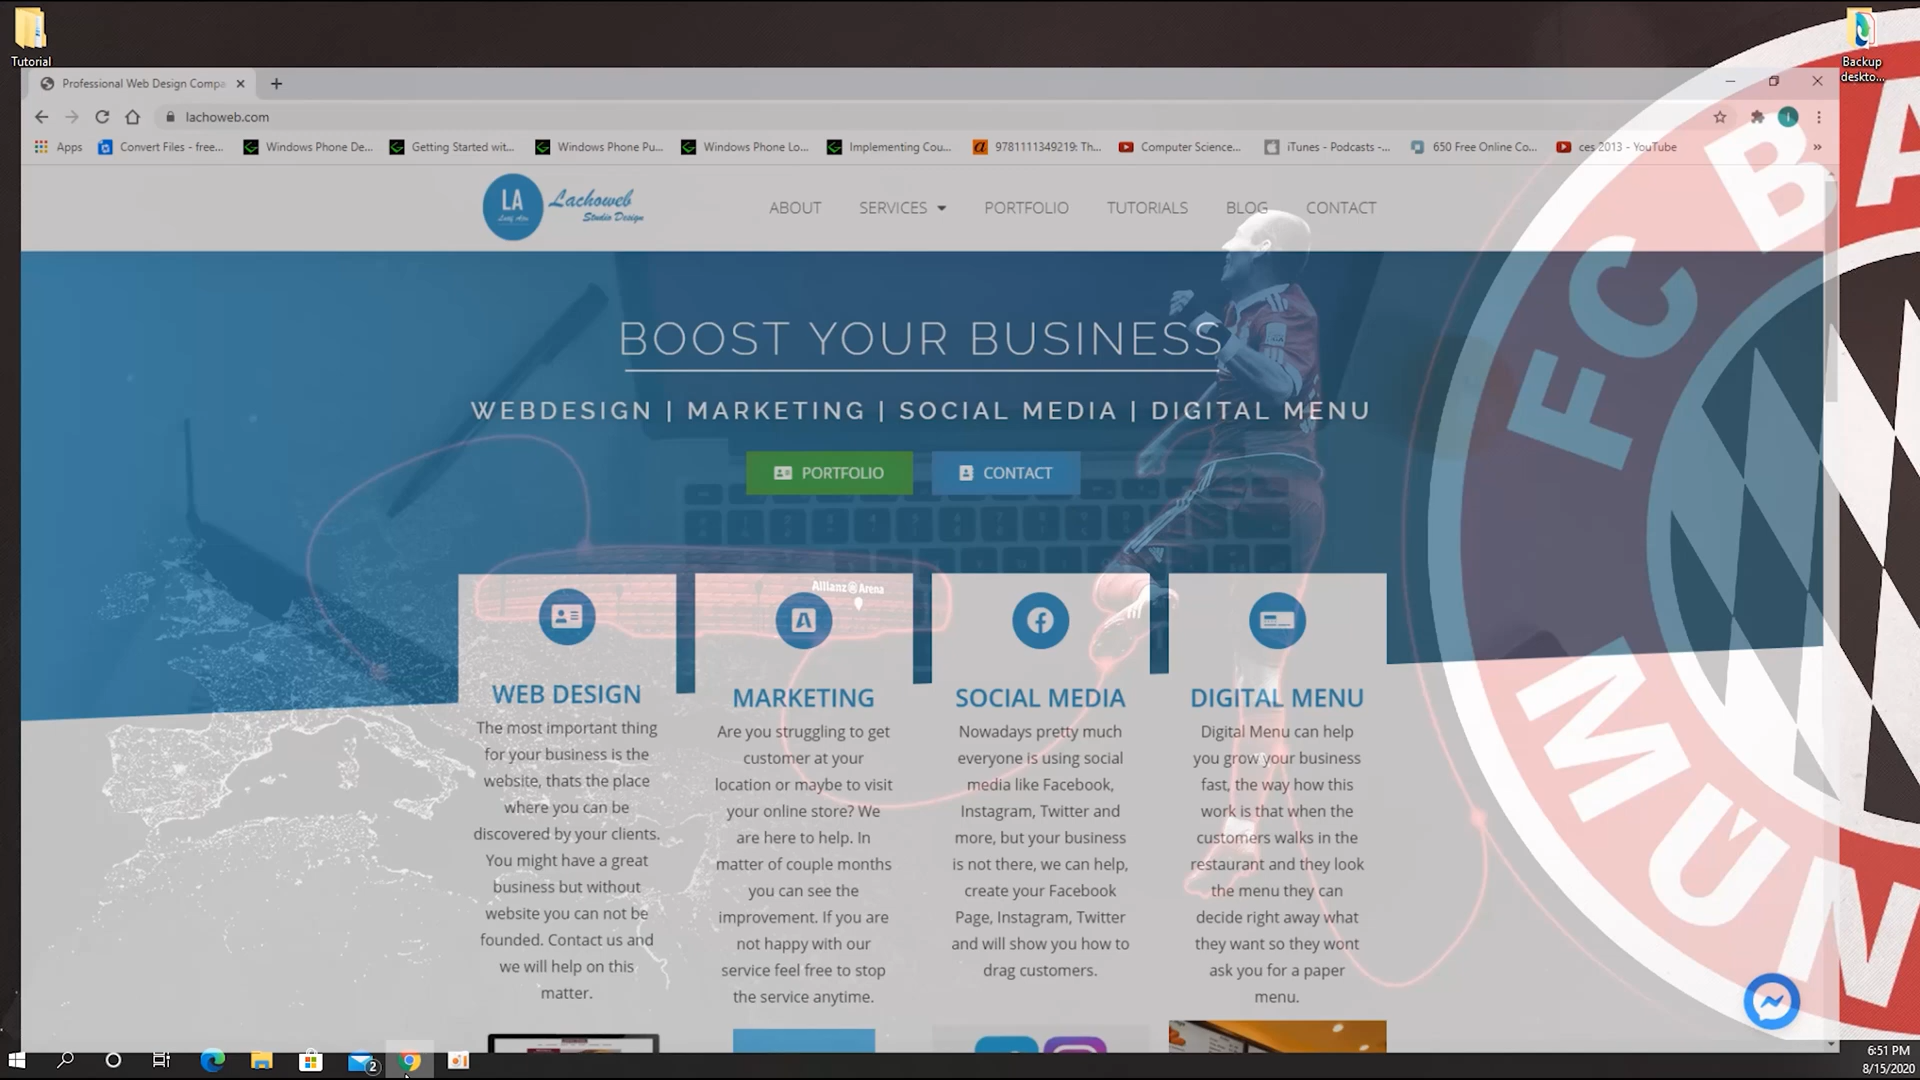 Tutorial
Backup
deskto...
Professional Web Design Compa
lachoweb.com
Apps
Convert Files - free...
Windows Phone De...
Getting Started wit...
Windows Phone Pu...
Windows Phone Lo...
Implementing Cou...
9781111349219: Th...
Computer Science...
iTunes - Podcasts -...
650 Free Online Co...
ces 2013 - YouTube
LA
Lachoweb
Studio Design
ABOUT
SERVICES
PORTFOLIO
TUTORIALS
BLOG
CONTACT
BOOST YOUR BUSINESS
WEBDESIGN | MARKETING | SOCIAL MEDIA | DIGITAL MENU
PORTFOLIO
CONTACT
FC BA
MÜN
Allianz Arena
WEB DESIGN
The most important thing
for your business is the
website, thats the place
where you can be
discovered by your clients.
You might have a great
business but without
website you can not be
founded. Contact us and
we will help on this
matter.
MARKETING
Are you struggling to get
customer at your
location or maybe to visit
your online store? We
are here to help. In
matter of couple months
you can see the
improvement. If you are
not happy with our
service feel free to stop
the service anytime.
SOCIAL MEDIA
Nowadays pretty much
everyone is using social
media like Facebook,
Instagram, Twitter and
more, but your business
is not there, we can help,
create your Facebook
Page, Instagram, Twitter
and will show you how to
drag customers.
DIGITAL MENU
Digital Menu can help
you grow your business
fast, the way how this
work is that when the
customers walks in the
restaurant and they look
the menu they can
decide right away what
they want so they wont
ask you for a paper
menu.
2
6:51 PM
8/15/2020